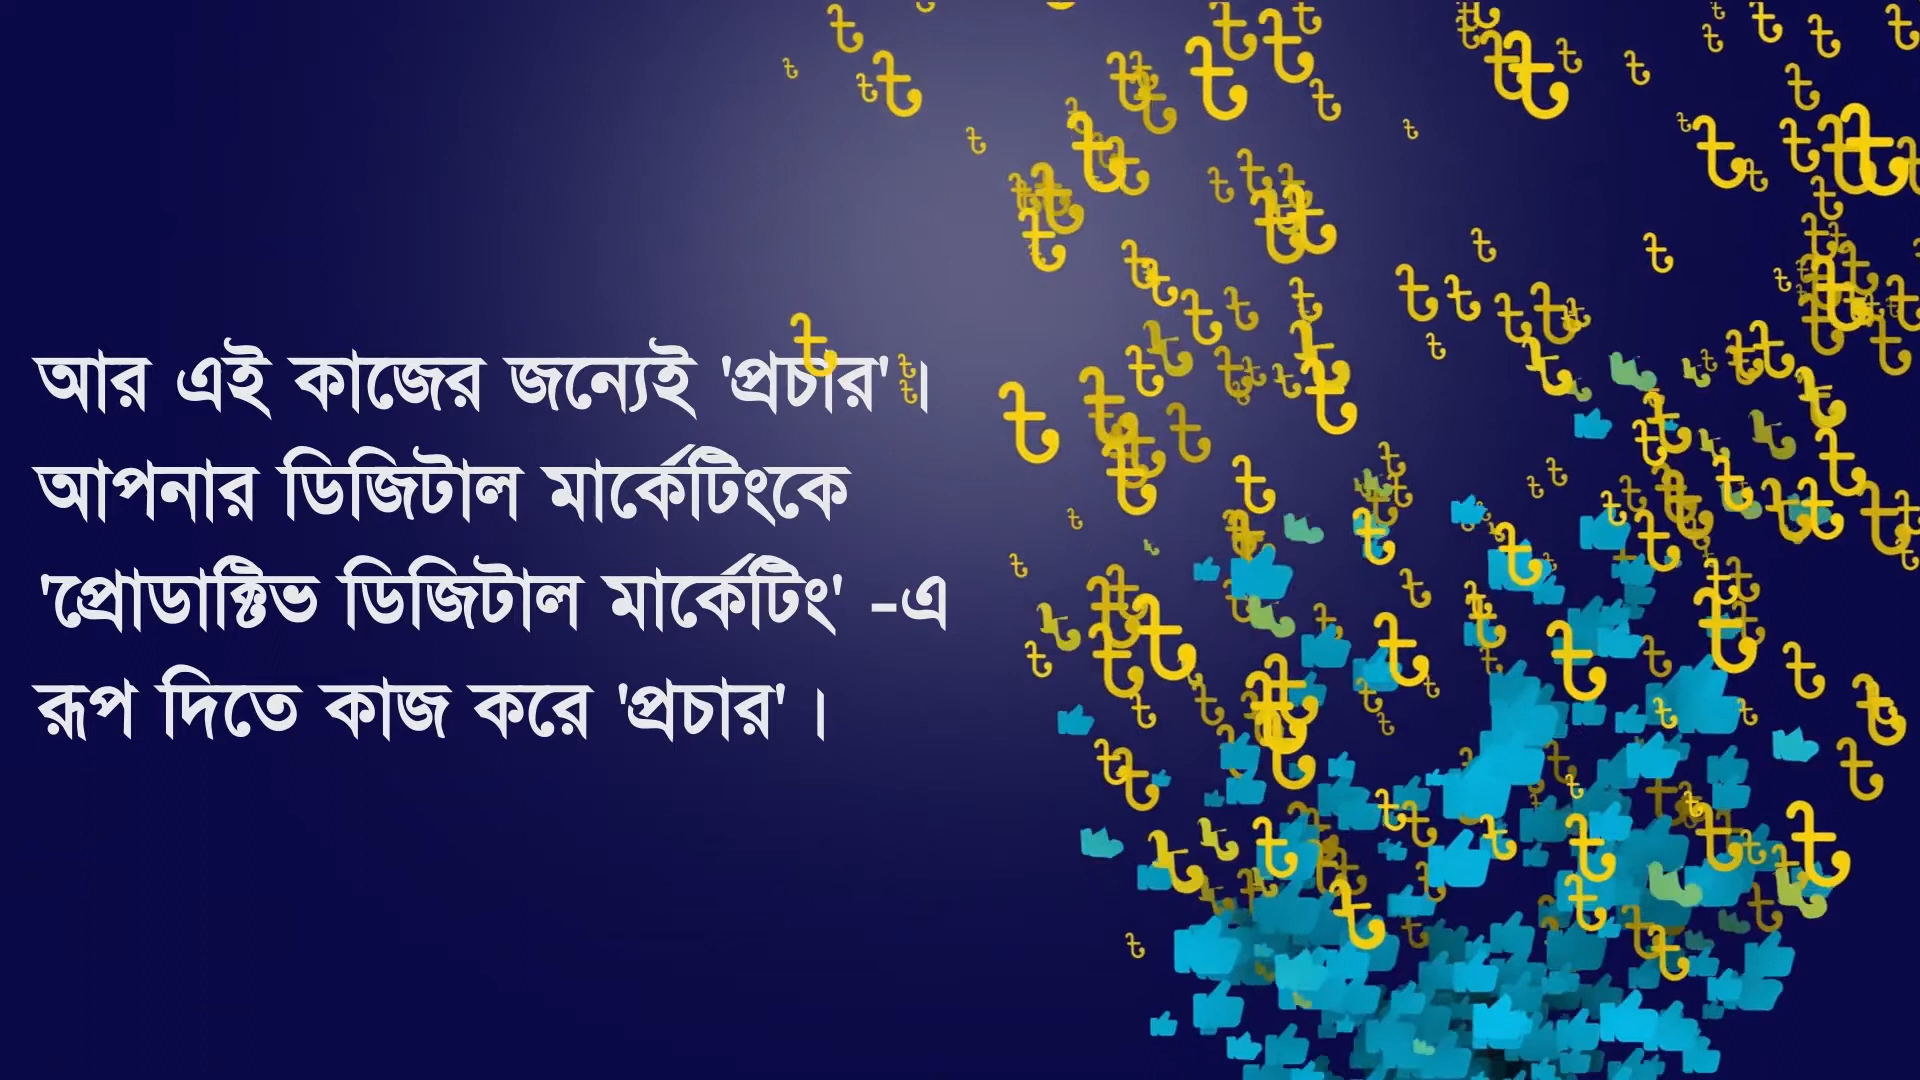 আর এই কাজের জন্যেই 'প্রচার'।
আপনার ডিজিটাল মার্কেটিংকে
'প্রোডাক্টিভ ডিজিটাল মার্কেটিং' -এ
রূপ দিতে কাজ করে 'প্রচার' ।